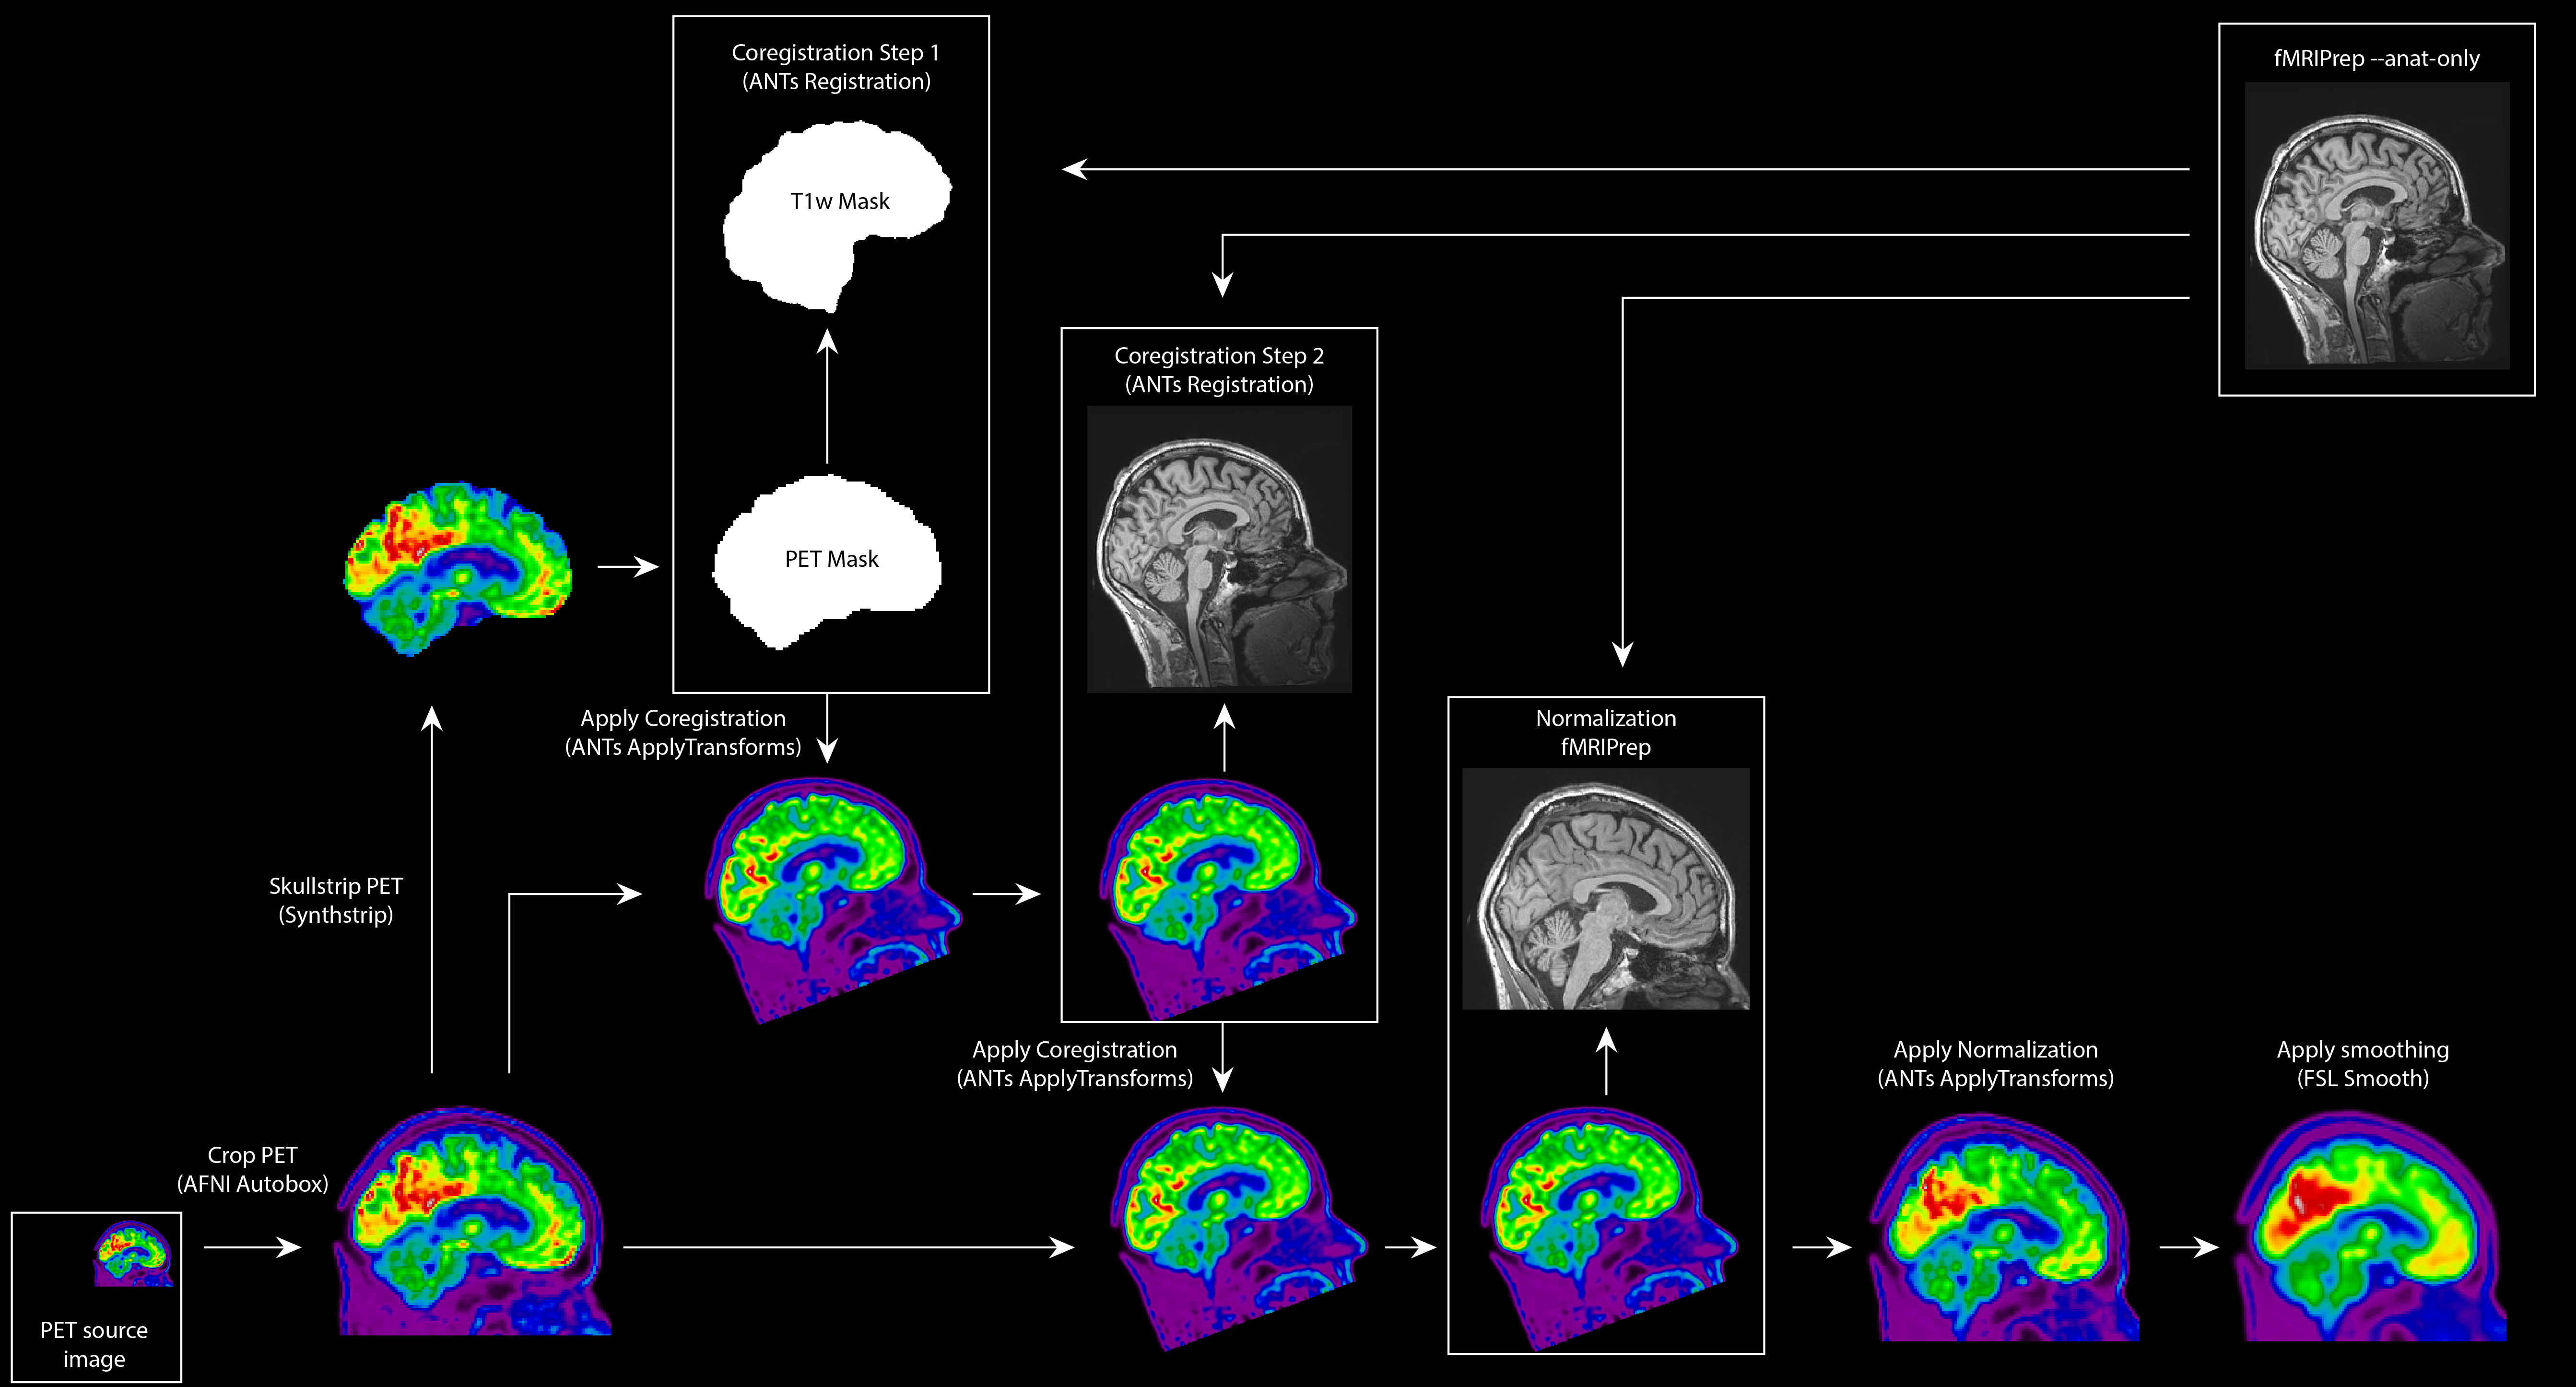 Coregistration Step 1
(ANTs Registration)
T1w Mask
PET Mask
fMRIPrep --anat-only
Coregistration Step 2
(ANTs Registration)
Apply Coregistration
(ANTs ApplyTransforms)
Normalization
fMRIPrep
Skullstrip PET
(Synthstrip)
Apply Coregistration
(ANTs ApplyTransforms)
Apply Normalization
(ANTs ApplyTransforms)
Apply smoothing
(FSL Smooth)
Crop PET
(AFNI Autobox)
PET source
image